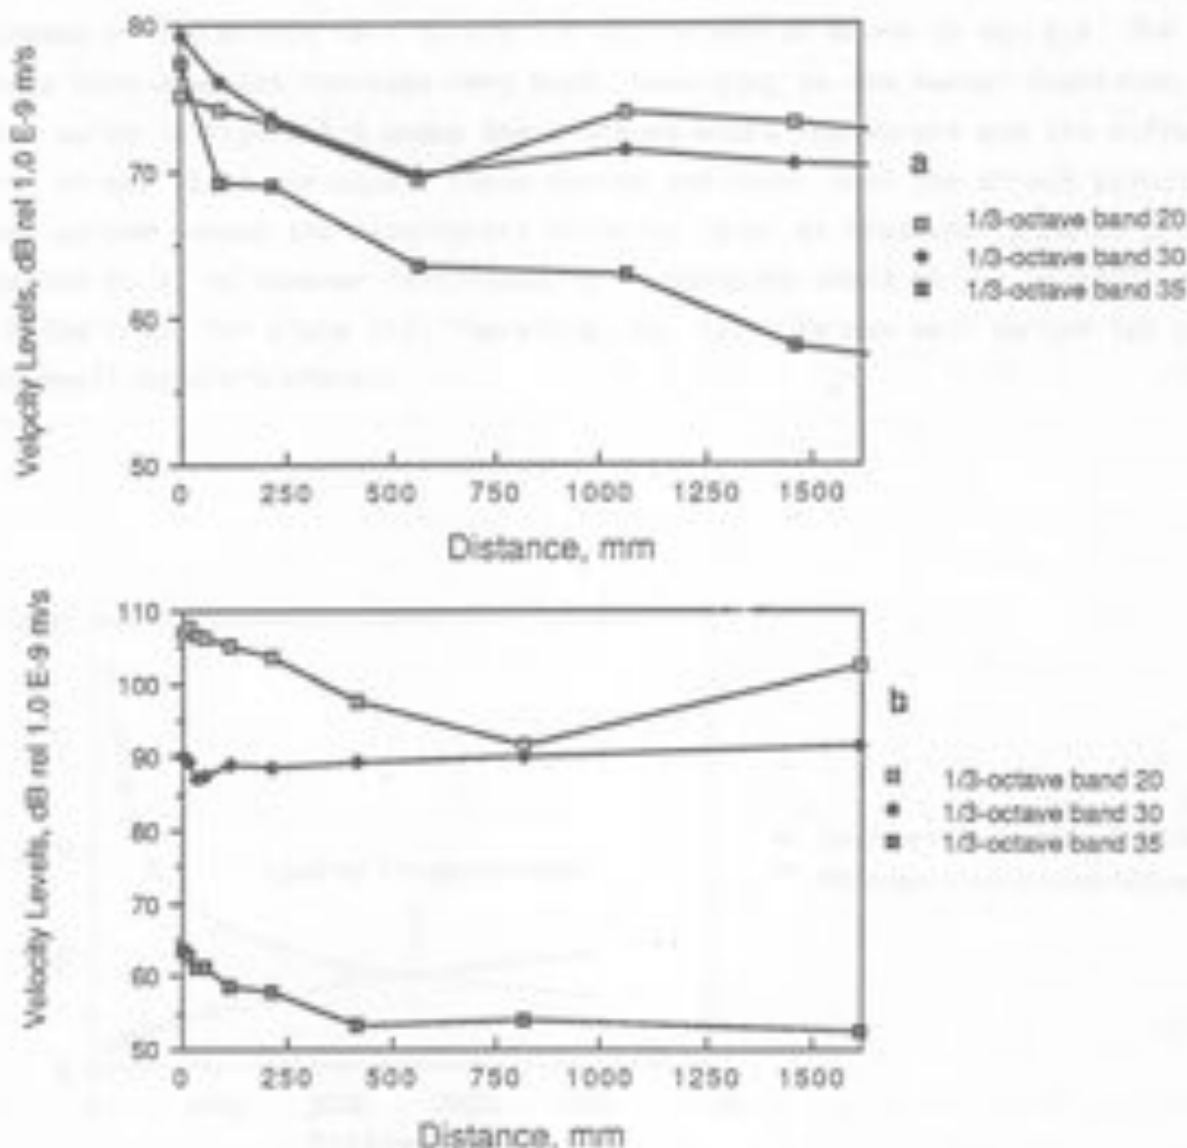 80
70
60
50
Velocity Levels, dB rel 1.0 E-9 m/s
0 250 500 750 1000 1250 1500
Distance, mm
a
1/3-octave band 20
1/3-octave band 30
1/3-octave band 35
110
100
90
80
70
60
50
Velocity Levels, dB rel 1.0 E-9 m/s
0 250 500 750 1000 1250 1500
Distance, mm
b
1/3-octave band 20
1/3-octave band 30
1/3-octave band 35